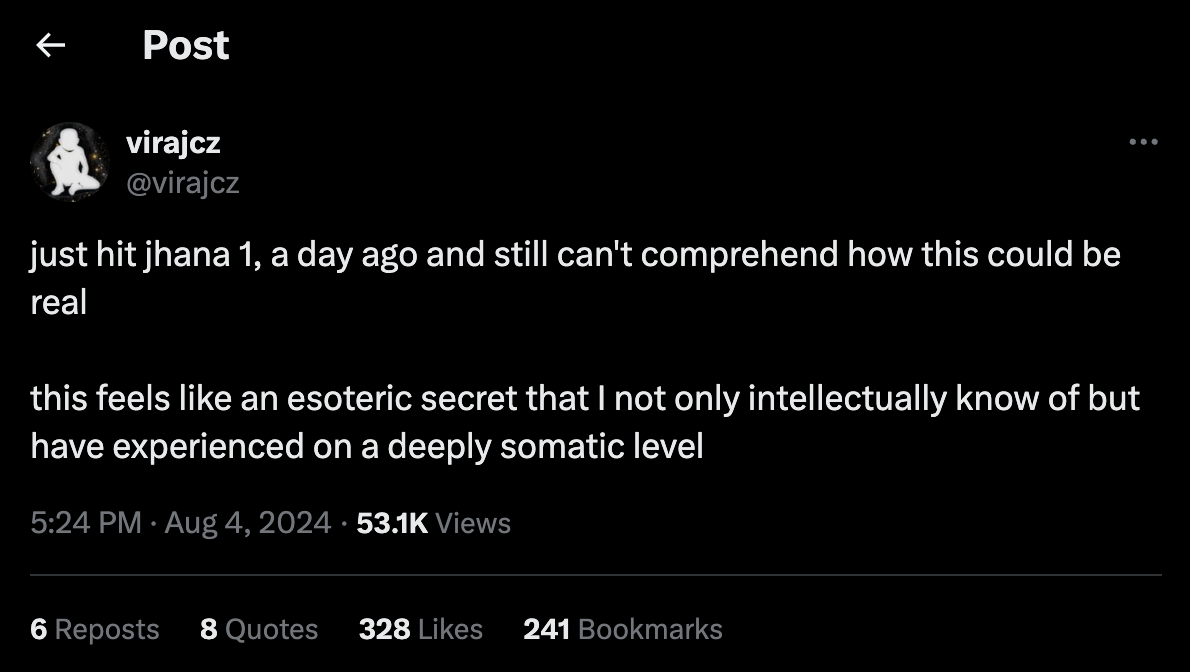 Post
virajcz
@virajcz
just hit jhana 1, a day ago and still can't comprehend how this could be
real
this feels like an esoteric secret that I not only intellectually know of but
have experienced on a deeply somatic level
5:24 PM · Aug 4, 2024 · 53.1K Views
6 Reposts 8 Quotes 328 Likes 241 Bookmarks